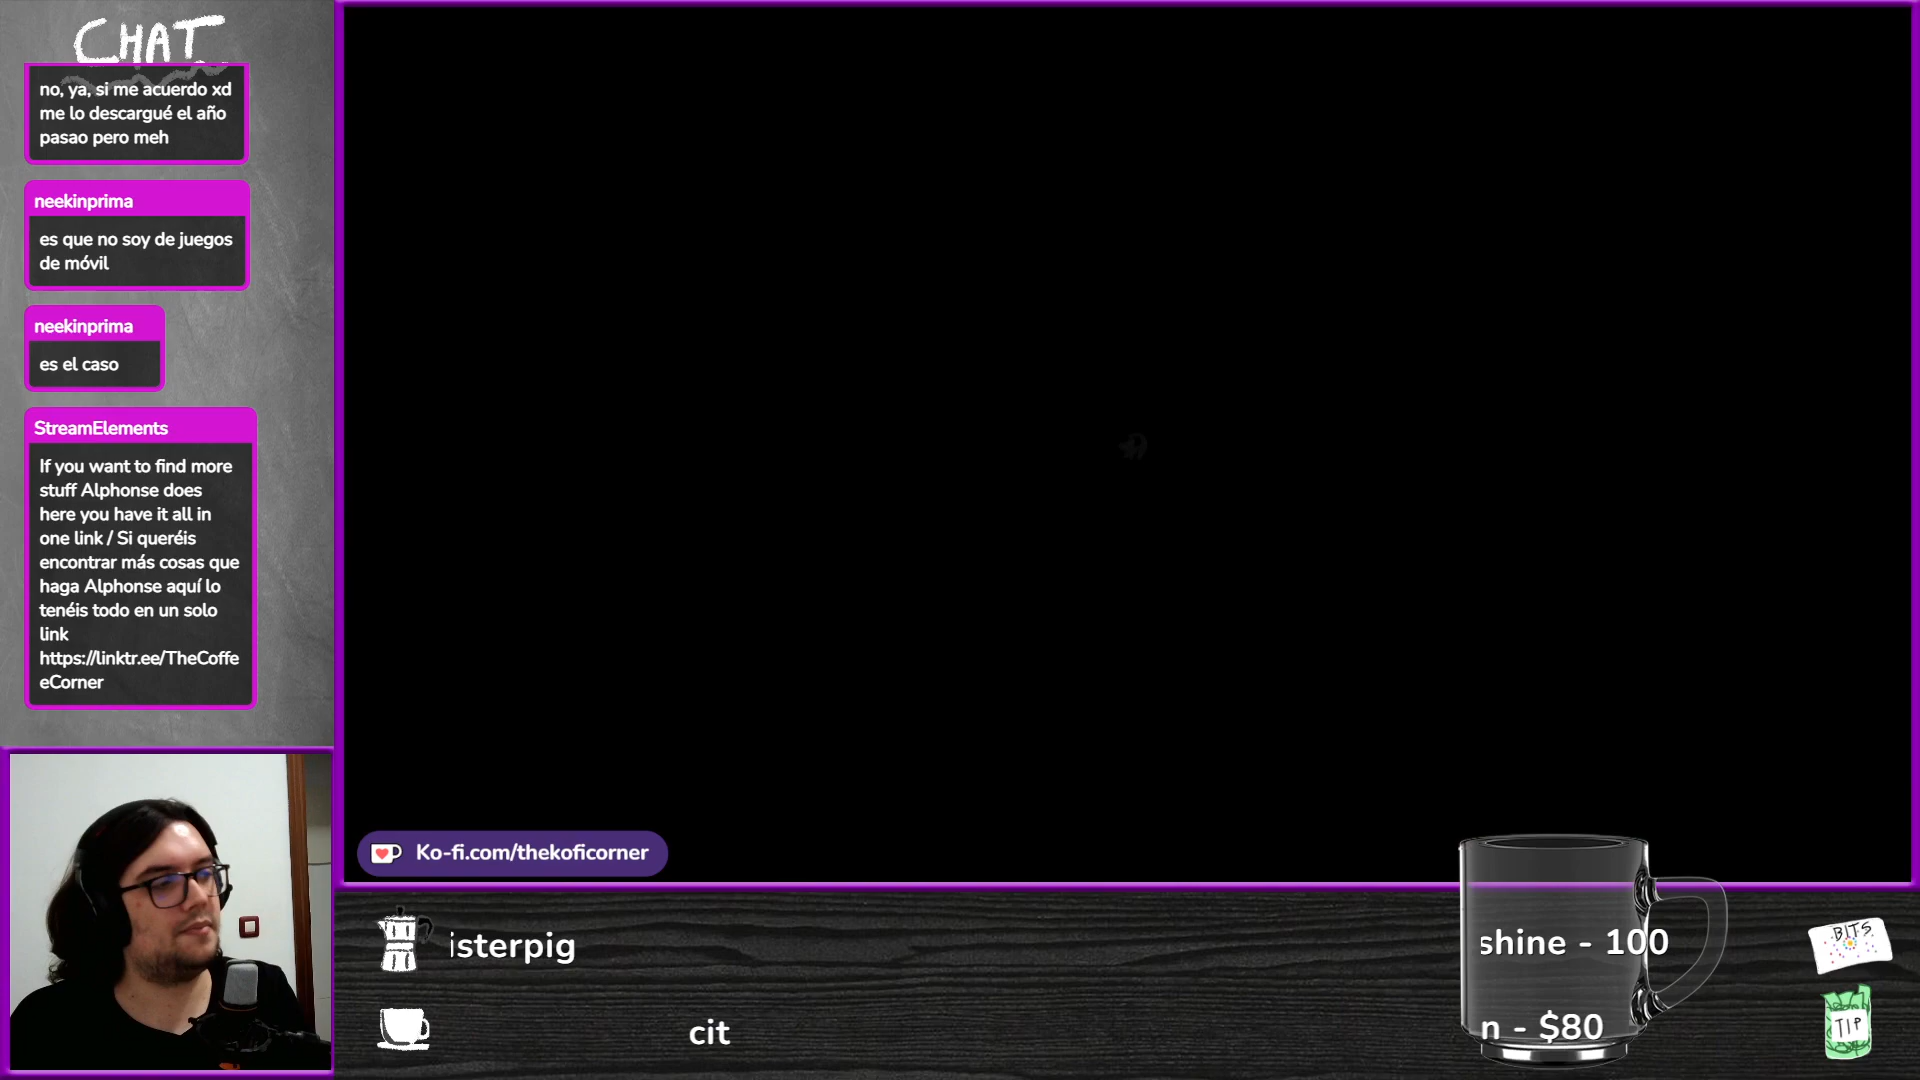 CHAT
no, ya, si me acuerdo xd
me lo descargué el año
pasao pero meh
neekinprima
es que no soy de juegos
de móvil
neekinprima
es el caso
StreamElements
If you want to find more
stuff Alphonse does
here you have it all in
one link / Si queréis
encontrar más cosas que
haga Alphonse aquí lo
tenéis todo en un solo
link
https://linktr.ee/TheCoffe
eCorner
Ko-fi.com/thekoficorner
isterpig
cit
shine - 100
n - $80
BITS
TIP